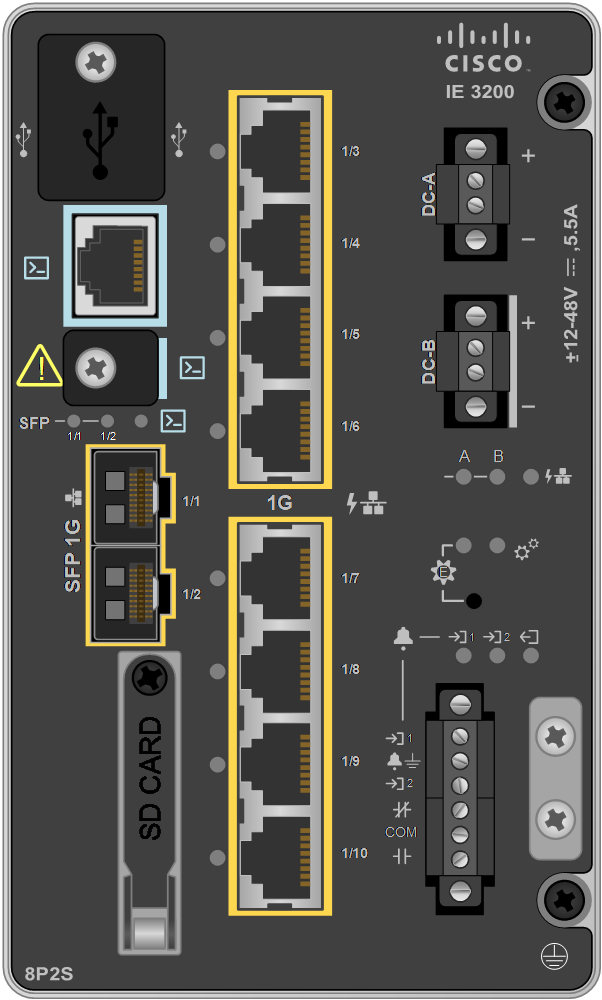 CISCO
IE 3200
1/3
DC-A
+
−
±12-48V ⎓ ,5.5A
1/4
1/5
DC-B
+
−
1/6
SFP
1/1
1/2
A
B
1/1
1G
SFP 1G
1/2
1/7
E
1
2
1/8
SD CARD
1
1/9
2
COM
1/10
8P2S